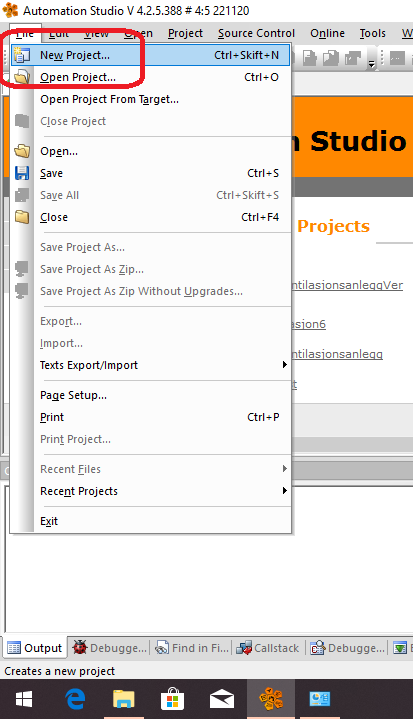 Automation Studio V 4.2.5.388 # 4:5 221120
File Edit View Open Project Source Control Online Tools
New Project... Ctrl+Skift+N
Open Project... Ctrl+O
Open Project From Target...
Close Project
Open...
Save Ctrl+S
Save All Ctrl+Skift+S
Close Ctrl+F4
Save Project As...
Save Project As Zip...
Save Project As Zip Without Upgrades...
Export...
Import...
Texts Export/Import
Page Setup...
Print Ctrl+P
Print Project...
Recent Files
Recent Projects
Exit
n Studio
Projects
ntilasjonsanleggVer
asjon6
ntilasjonsanlegg
t
Output Debugge... Find in Fi... Callstack Debugge...
Creates a new project